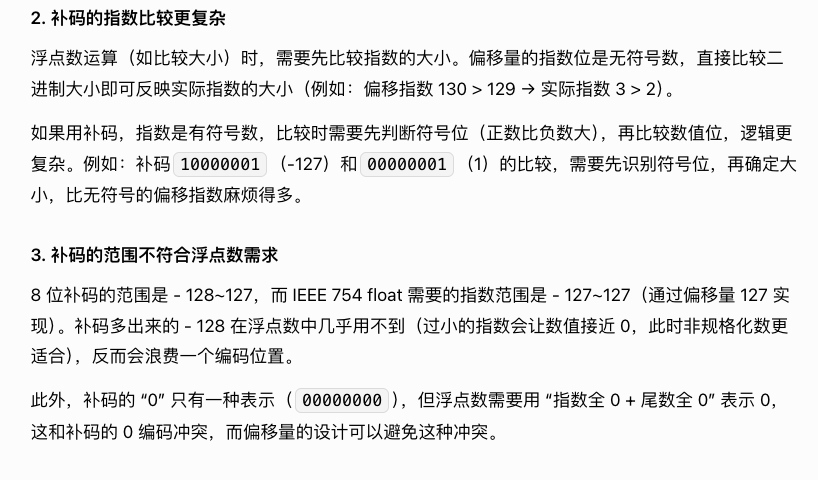 2. 补码的指数比较更复杂
浮点数运算（如比较大小）时，需要先比较指数的大小。偏移量的指数位是无符号数，直接比较二
进制大小即可反映实际指数的大小（例如：偏移指数 130 > 129 → 实际指数 3 > 2）。
如果用补码，指数是有符号数，比较时需要先判断符号位（正数比负数大），再比较数值位，逻辑更
复杂。例如：补码 10000001 （-127）和 00000001 （1）的比较，需要先识别符号位，再确定大
小，比无符号的偏移指数麻烦得多。
3. 补码的范围不符合浮点数需求
8 位补码的范围是 - 128~127，而 IEEE 754 float 需要的指数范围是 - 127~127（通过偏移量 127 实
现）。补码多出来的 - 128 在浮点数中几乎用不到（过小的指数会让数值接近 0，此时非规格化数更
适合），反而会浪费一个编码位置。
此外，补码的 “0” 只有一种表示（ 00000000 ），但浮点数需要用 “指数全 0 + 尾数全 0” 表示 0，
这和补码的 0 编码冲突，而偏移量的设计可以避免这种冲突。